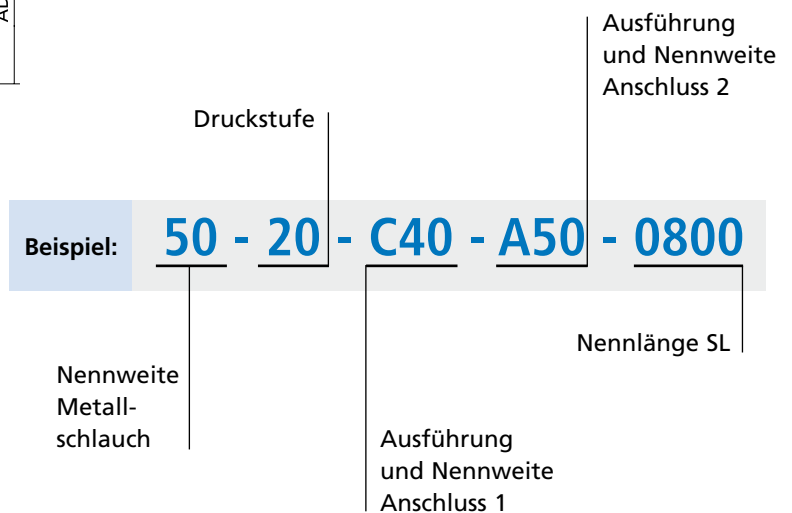 Ausführung
und Nennweite
Anschluss 2
Druckstufe
Beispiel: 50 - 20 - C40 - A50 - 0800
Nennlänge SL
Nennweite
Metall-
schlauch
Ausführung
und Nennweite
Anschluss 1